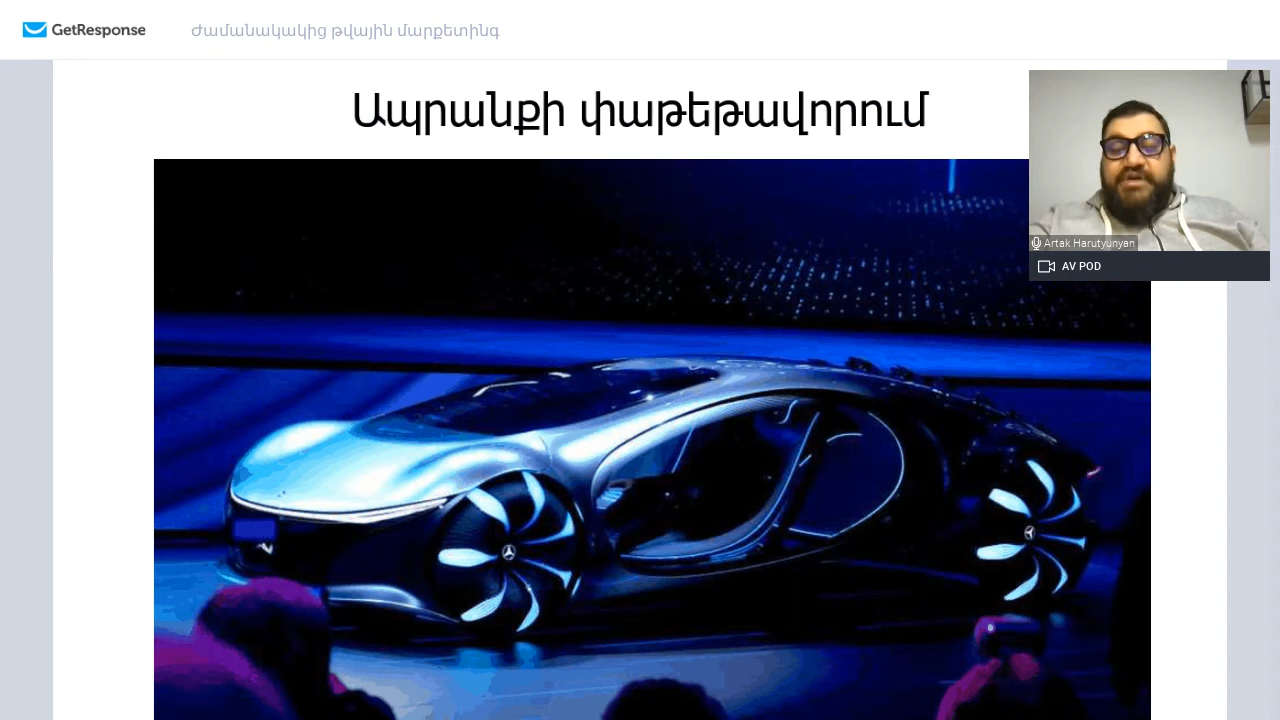 GetResponse
Ժամանակակից թվային մարքետինգ
Ապրանքի փաթեթավորում
Artak Harutyunyan
AV POD